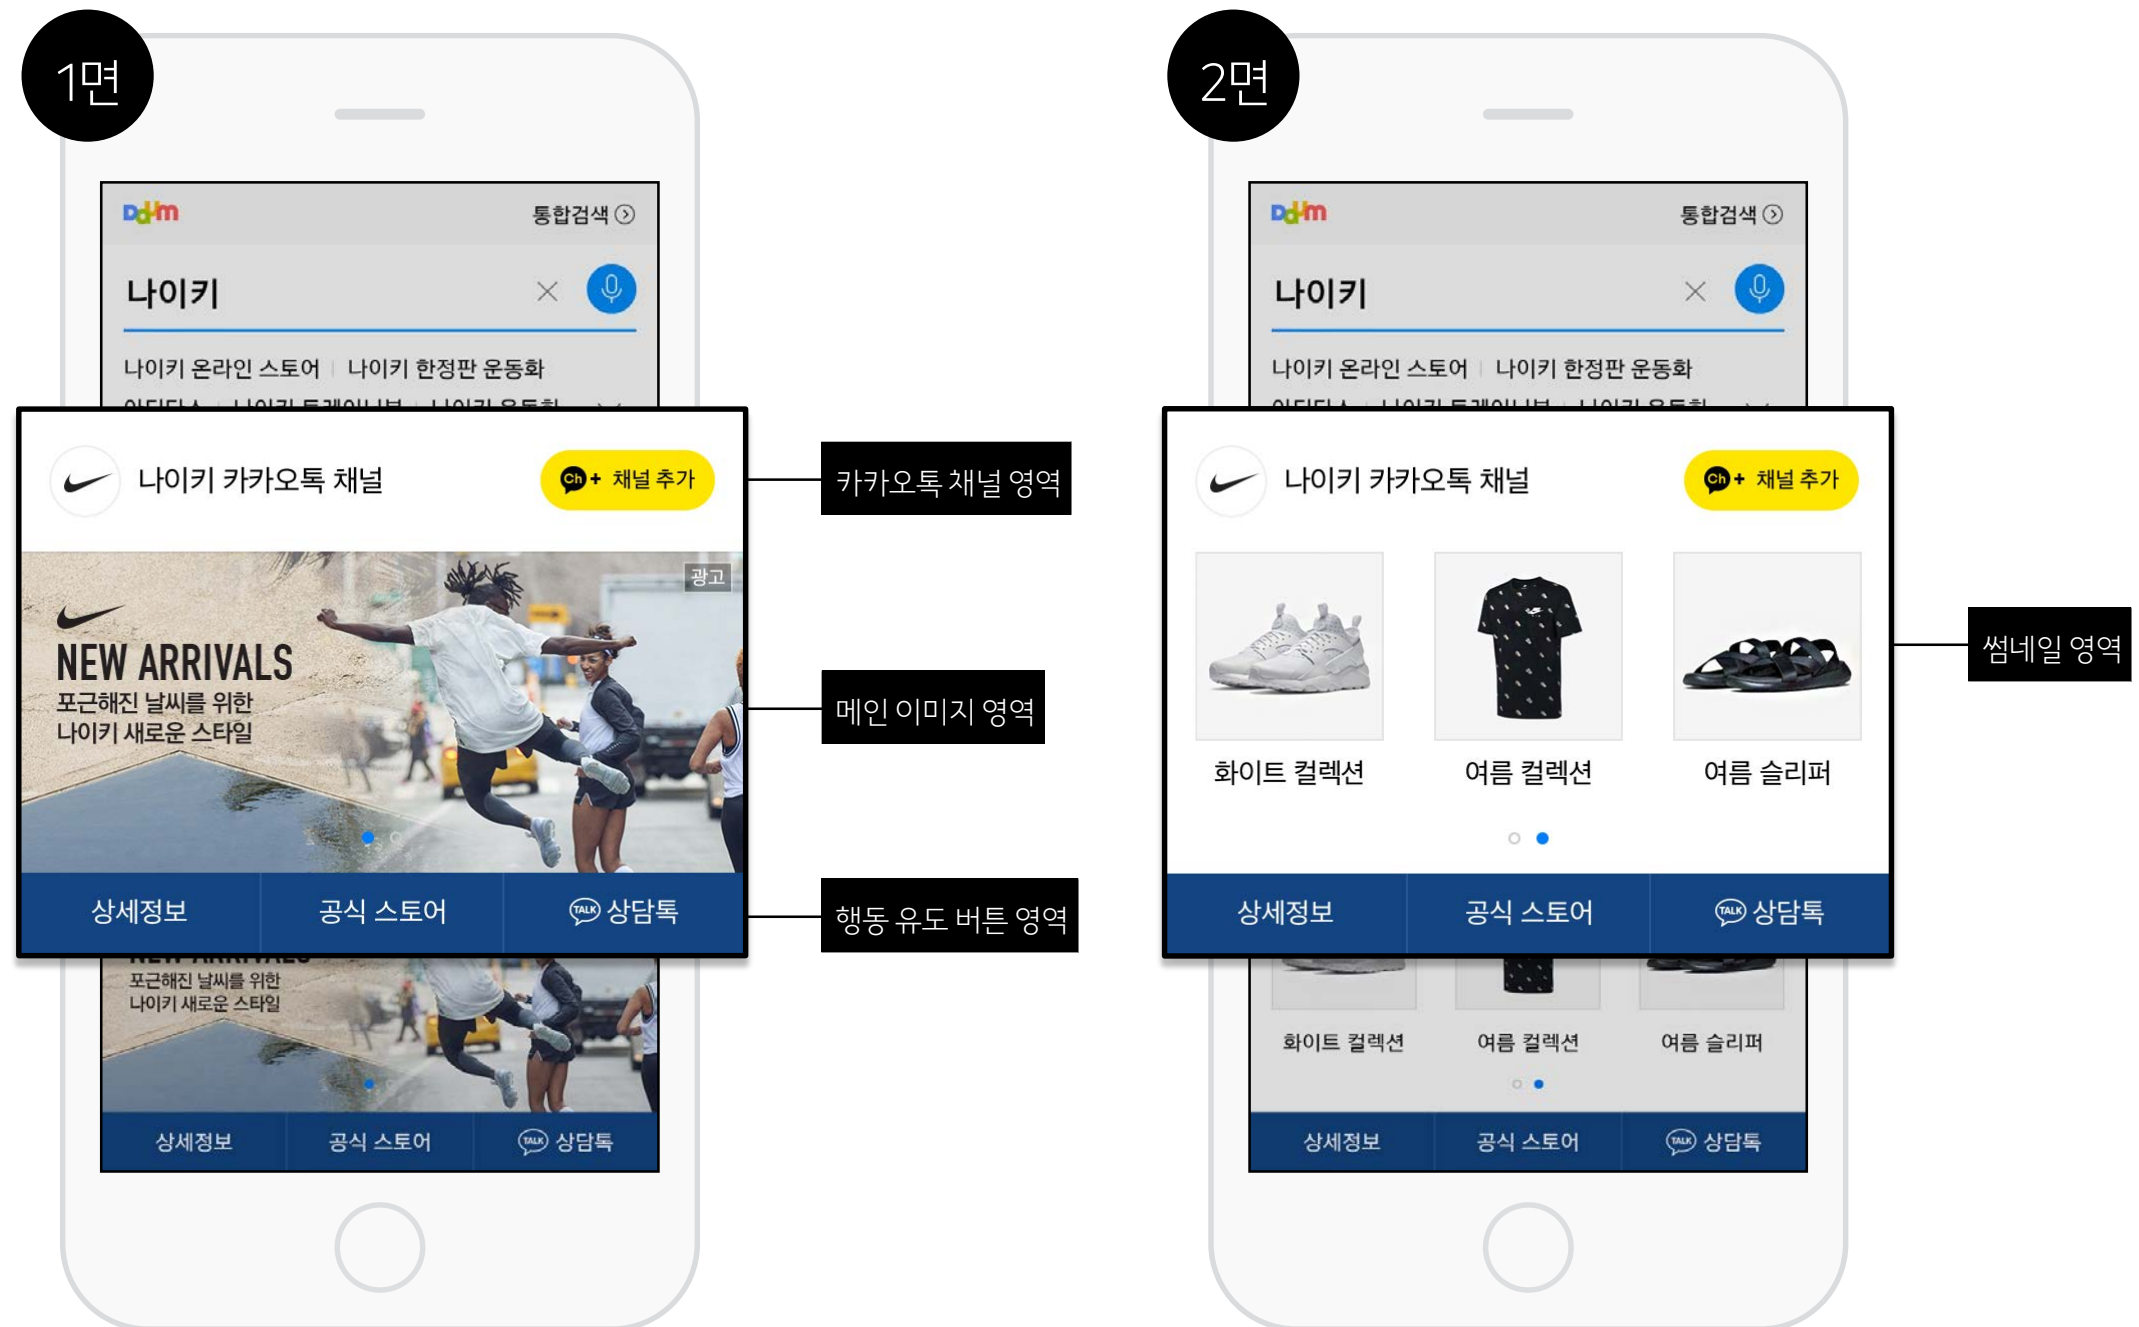 1면
Daum
통합검색
나이키
나이키 온라인 스토어 | 나이키 한정판 운동화
나이키 카카오톡 채널
Ch+ 채널 추가
카카오톡 채널 영역
광고
NEW ARRIVALS
포근해진 날씨를 위한
나이키 새로운 스타일
메인 이미지 영역
상세정보
공식 스토어
TALK 상담톡
행동 유도 버튼 영역
NEW ARRIVALS
포근해진 날씨를 위한
나이키 새로운 스타일
상세정보
공식 스토어
TALK 상담톡
2면
Daum
통합검색
나이키
나이키 온라인 스토어 | 나이키 한정판 운동화
나이키 카카오톡 채널
Ch+ 채널 추가
화이트 컬렉션
여름 컬렉션
여름 슬리퍼
썸네일 영역
상세정보
공식 스토어
TALK 상담톡
화이트 컬렉션
여름 컬렉션
여름 슬리퍼
상세정보
공식 스토어
TALK 상담톡